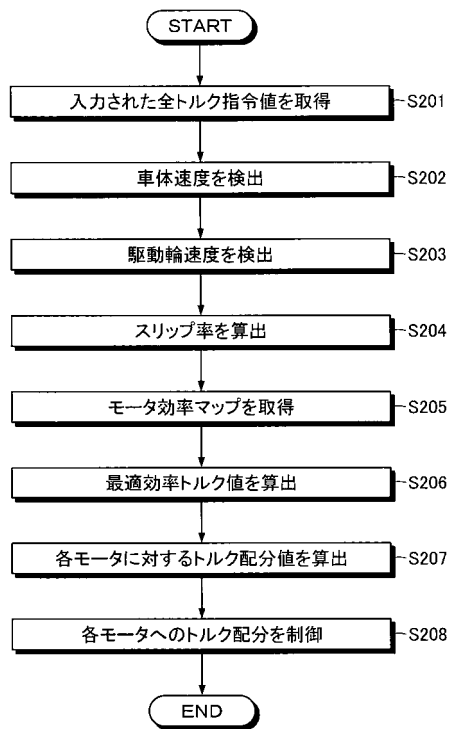 START
入力された全トルク指令値を取得
S201
車体速度を検出
S202
駆動輪速度を検出
S203
スリップ率を算出
S204
モータ効率マップを取得
S205
最適効率トルク値を算出
S206
各モータに対するトルク配分値を算出
S207
各モータへのトルク配分を制御
S208
END